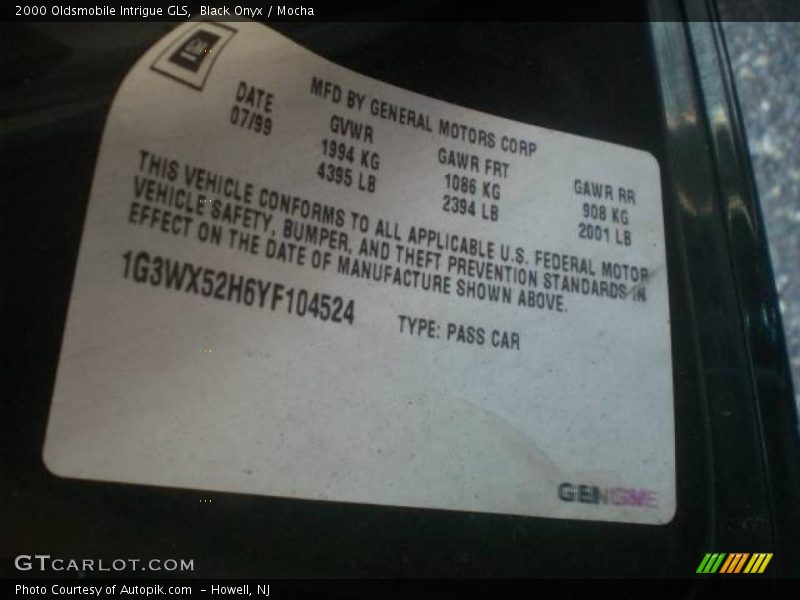 2000 Oldsmobile Intrigue GLS, Black Onyx / Mocha
GM
MFD BY GENERAL MOTORS CORP
DATE GVWR GAWR FRT GAWR RR
07/99 1994 KG 1086 KG 908 KG
4395 LB 2394 LB 2001 LB
THIS VEHICLE CONFORMS TO ALL APPLICABLE U.S. FEDERAL MOTOR
VEHICLE SAFETY, BUMPER, AND THEFT PREVENTION STANDARDS IN
EFFECT ON THE DATE OF MANUFACTURE SHOWN ABOVE.
1G3WX52H6YF104524 TYPE: PASS CAR
GTCARLOT.COM
Photo Courtesy of Autopik.com – Howell, NJ